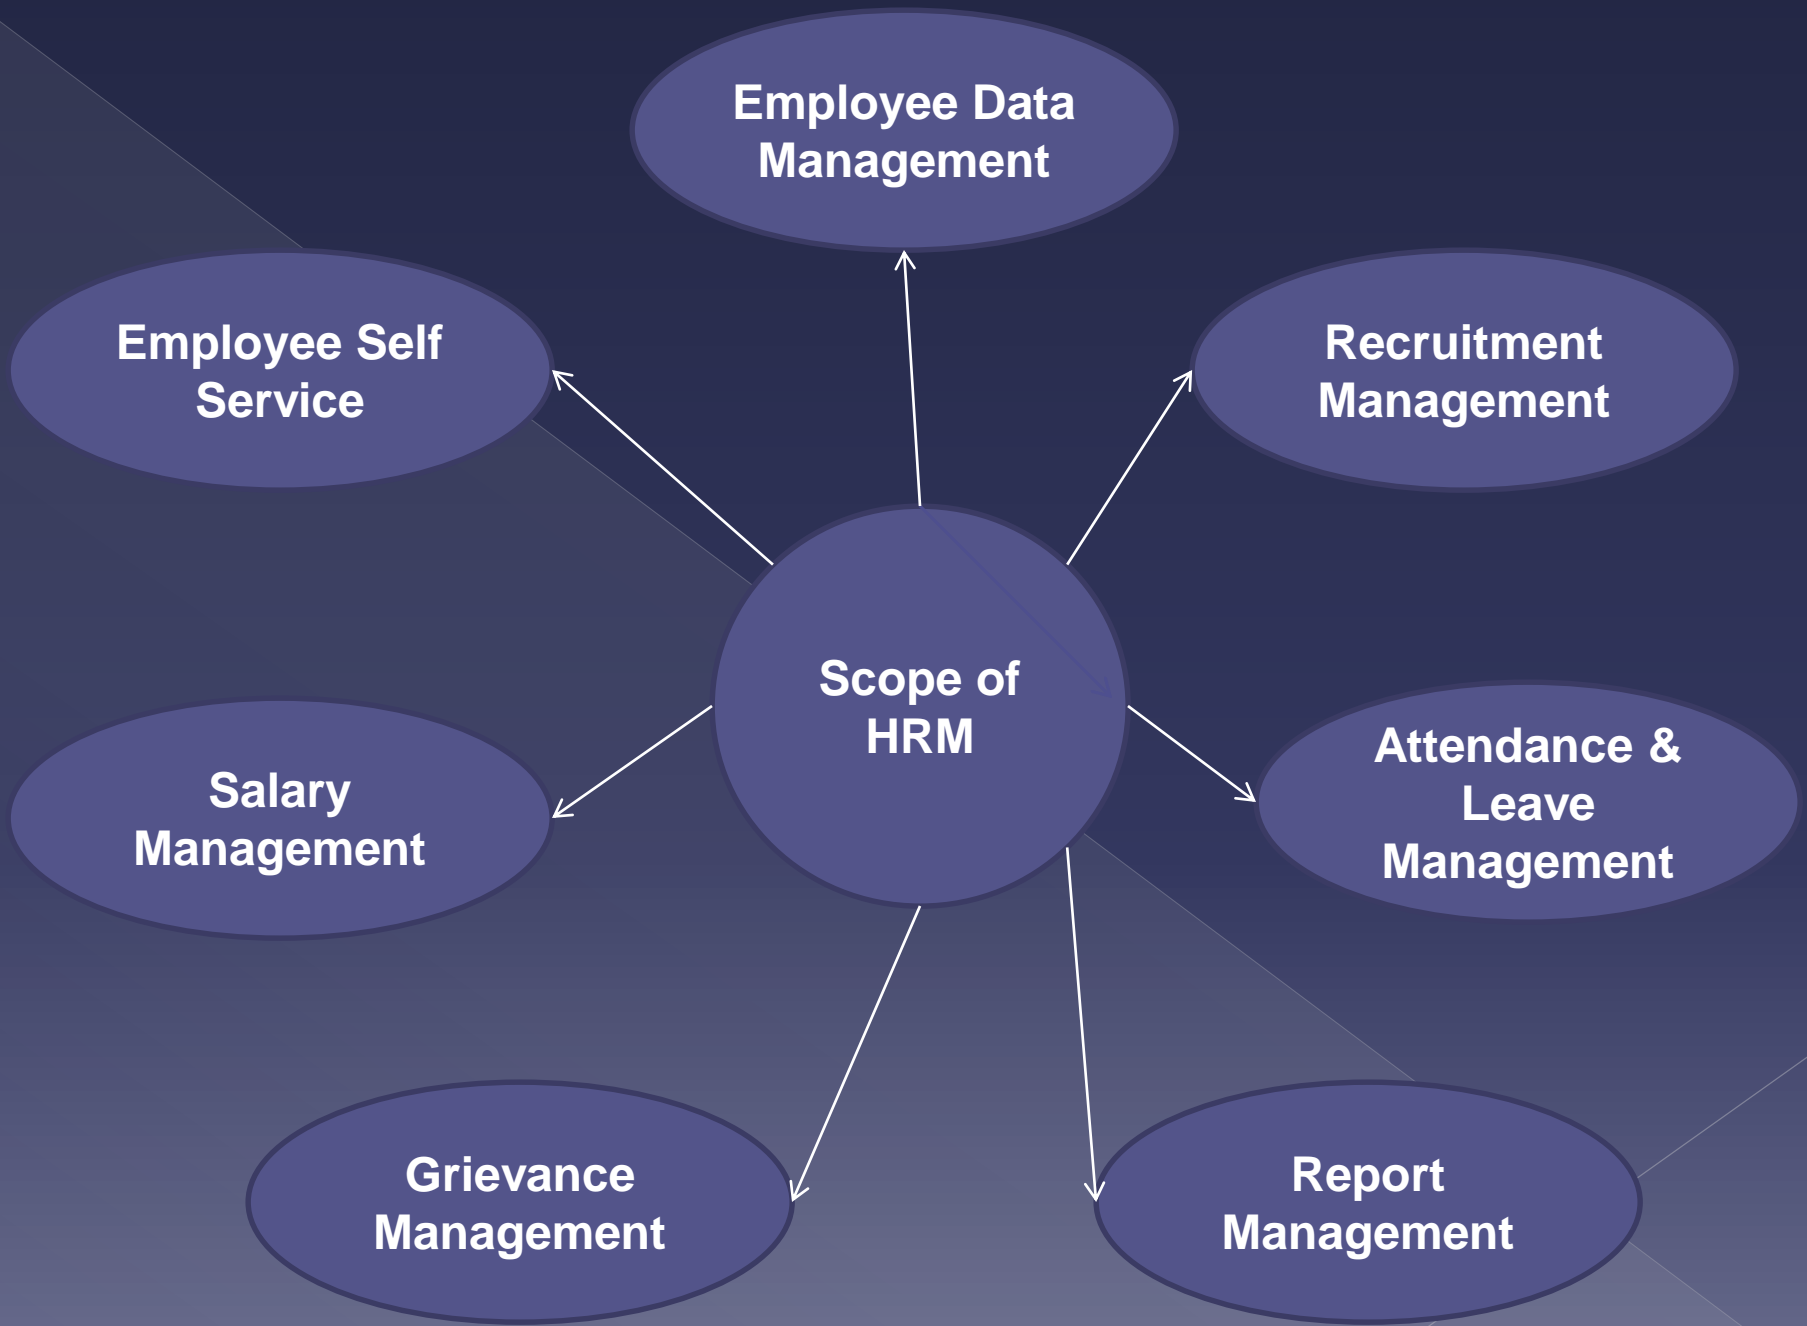 Employee Data
Management
Employee Self
Service
Recruitment
Management
Scope of
HRM
Salary
Management
Attendance &
Leave
Management
Grievance
Management
Report
Management